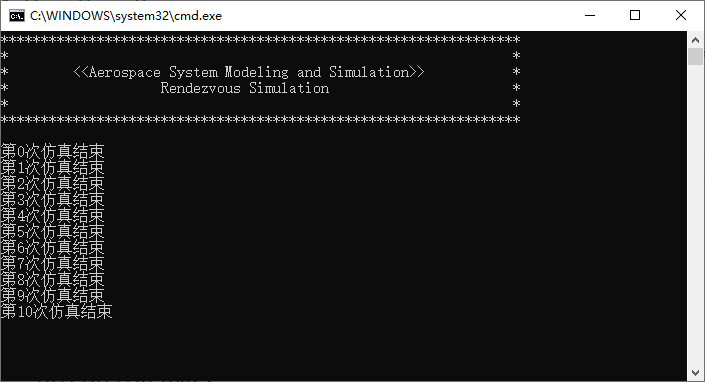 C:\WINDOWS\system32\cmd.exe
*****************************************************************
*                                                               *
*        <<Aerospace System Modeling and Simulation>>           *
*                   Rendezvous Simulation                       *
*                                                               *
*****************************************************************
第0次仿真结束
第1次仿真结束
第2次仿真结束
第3次仿真结束
第4次仿真结束
第5次仿真结束
第6次仿真结束
第7次仿真结束
第8次仿真结束
第9次仿真结束
第10次仿真结束